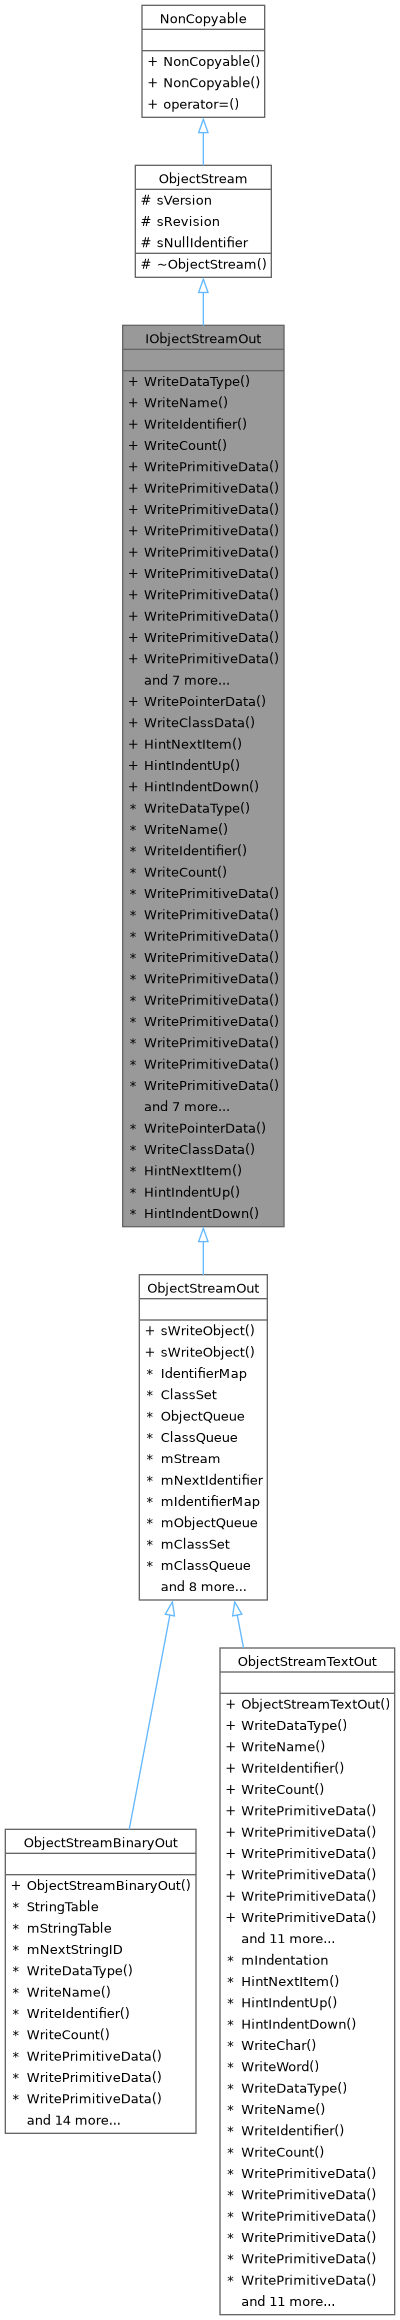 NonCopyable
+ NonCopyable()
+ NonCopyable()
+ operator=()
ObjectStream
# sVersion
# sRevision
# sNullIdentifier
# ~ObjectStream()
IObjectStreamOut
+ WriteDataType()
+ WriteName()
+ WriteIdentifier()
+ WriteCount()
+ WritePrimitiveData()
+ WritePrimitiveData()
+ WritePrimitiveData()
+ WritePrimitiveData()
+ WritePrimitiveData()
+ WritePrimitiveData()
+ WritePrimitiveData()
+ WritePrimitiveData()
+ WritePrimitiveData()
+ WritePrimitiveData()
and 7 more...
+ WritePointerData()
+ WriteClassData()
+ HintNextItem()
+ HintIndentUp()
+ HintIndentDown()
* WriteDataType()
* WriteName()
* WriteIdentifier()
* WriteCount()
* WritePrimitiveData()
* WritePrimitiveData()
* WritePrimitiveData()
* WritePrimitiveData()
* WritePrimitiveData()
* WritePrimitiveData()
* WritePrimitiveData()
* WritePrimitiveData()
* WritePrimitiveData()
* WritePrimitiveData()
and 7 more...
* WritePointerData()
* WriteClassData()
* HintNextItem()
* HintIndentUp()
* HintIndentDown()
ObjectStreamOut
+ sWriteObject()
+ sWriteObject()
* IdentifierMap
* ClassSet
* ObjectQueue
* ClassQueue
* mStream
* mNextIdentifier
* mIdentifierMap
* mObjectQueue
* mClassSet
* mClassQueue
and 8 more...
ObjectStreamBinaryOut
+ ObjectStreamBinaryOut()
* StringTable
* mStringTable
* mNextStringID
* WriteDataType()
* WriteName()
* WriteIdentifier()
* WriteCount()
* WritePrimitiveData()
* WritePrimitiveData()
* WritePrimitiveData()
and 14 more...
ObjectStreamTextOut
+ ObjectStreamTextOut()
+ WriteDataType()
+ WriteName()
+ WriteIdentifier()
+ WriteCount()
+ WritePrimitiveData()
+ WritePrimitiveData()
+ WritePrimitiveData()
+ WritePrimitiveData()
+ WritePrimitiveData()
+ WritePrimitiveData()
and 11 more...
* mIndentation
* HintNextItem()
* HintIndentUp()
* HintIndentDown()
* WriteChar()
* WriteWord()
* WriteDataType()
* WriteName()
* WriteIdentifier()
* WriteCount()
* WritePrimitiveData()
* WritePrimitiveData()
* WritePrimitiveData()
* WritePrimitiveData()
* WritePrimitiveData()
* WritePrimitiveData()
and 11 more...